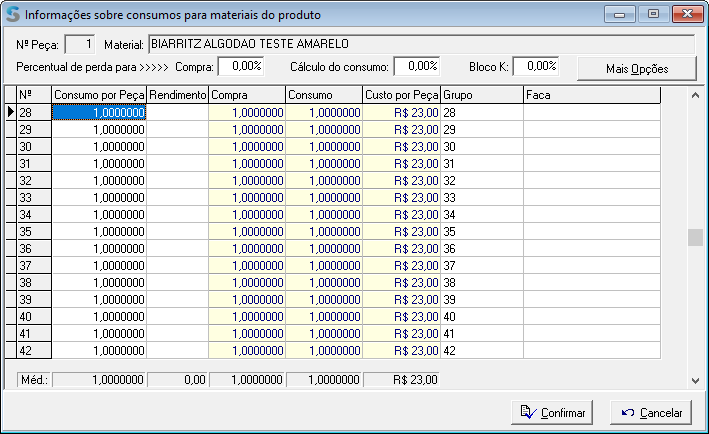 Informações sobre consumos para materiais do produto
Nº Peça: 1 Material: BIARRITZ ALGODAO TESTE AMARELO
Percentual de perda para >>>>> Compra: 0,00% Cálculo do consumo: 0,00% Bloco K: 0,00% Mais Opções
Nº Consumo por Peça Rendimento Compra Consumo Custo por Peça Grupo Faca
28 1,0000000 1,0000000 1,0000000 R$ 23,00 28
29 1,0000000 1,0000000 1,0000000 R$ 23,00 29
30 1,0000000 1,0000000 1,0000000 R$ 23,00 30
31 1,0000000 1,0000000 1,0000000 R$ 23,00 31
32 1,0000000 1,0000000 1,0000000 R$ 23,00 32
33 1,0000000 1,0000000 1,0000000 R$ 23,00 33
34 1,0000000 1,0000000 1,0000000 R$ 23,00 34
35 1,0000000 1,0000000 1,0000000 R$ 23,00 35
36 1,0000000 1,0000000 1,0000000 R$ 23,00 36
37 1,0000000 1,0000000 1,0000000 R$ 23,00 37
38 1,0000000 1,0000000 1,0000000 R$ 23,00 38
39 1,0000000 1,0000000 1,0000000 R$ 23,00 39
40 1,0000000 1,0000000 1,0000000 R$ 23,00 40
41 1,0000000 1,0000000 1,0000000 R$ 23,00 41
42 1,0000000 1,0000000 1,0000000 R$ 23,00 42
Méd.: 1,0000000 0,00 1,0000000 1,0000000 R$ 23,00
Confirmar Cancelar